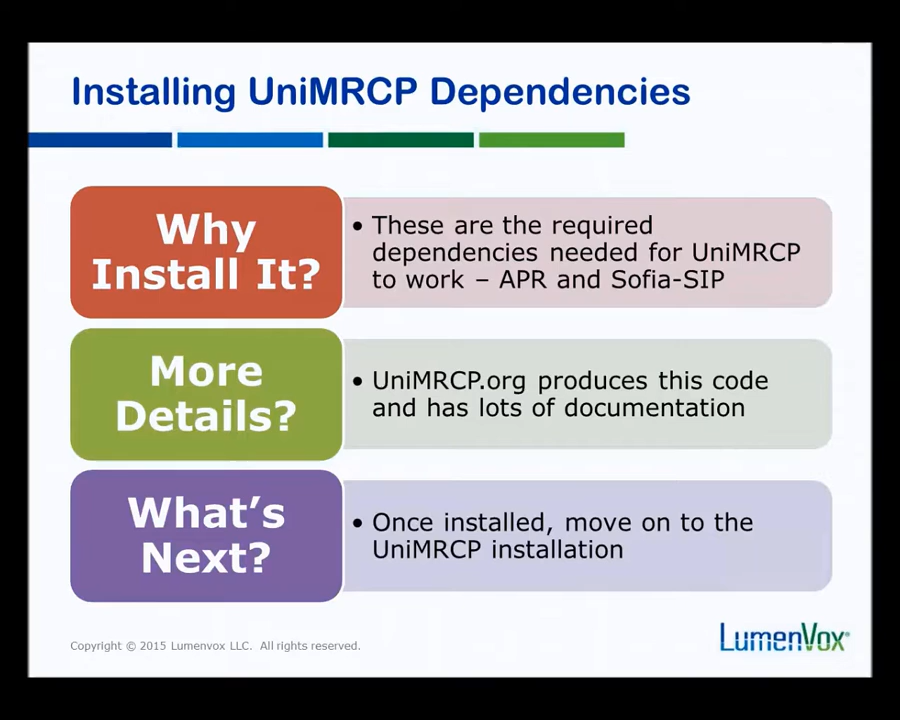 Installing UniMRCP Dependencies
Why
Install It?
• These are the required
dependencies needed for UniMRCP
to work – APR and Sofia-SIP
More
Details?
• UniMRCP.org produces this code
and has lots of documentation
What's
Next?
• Once installed, move on to the
UniMRCP installation
Copyright © 2015 Lumenvox LLC. All rights reserved.
LumenVox®